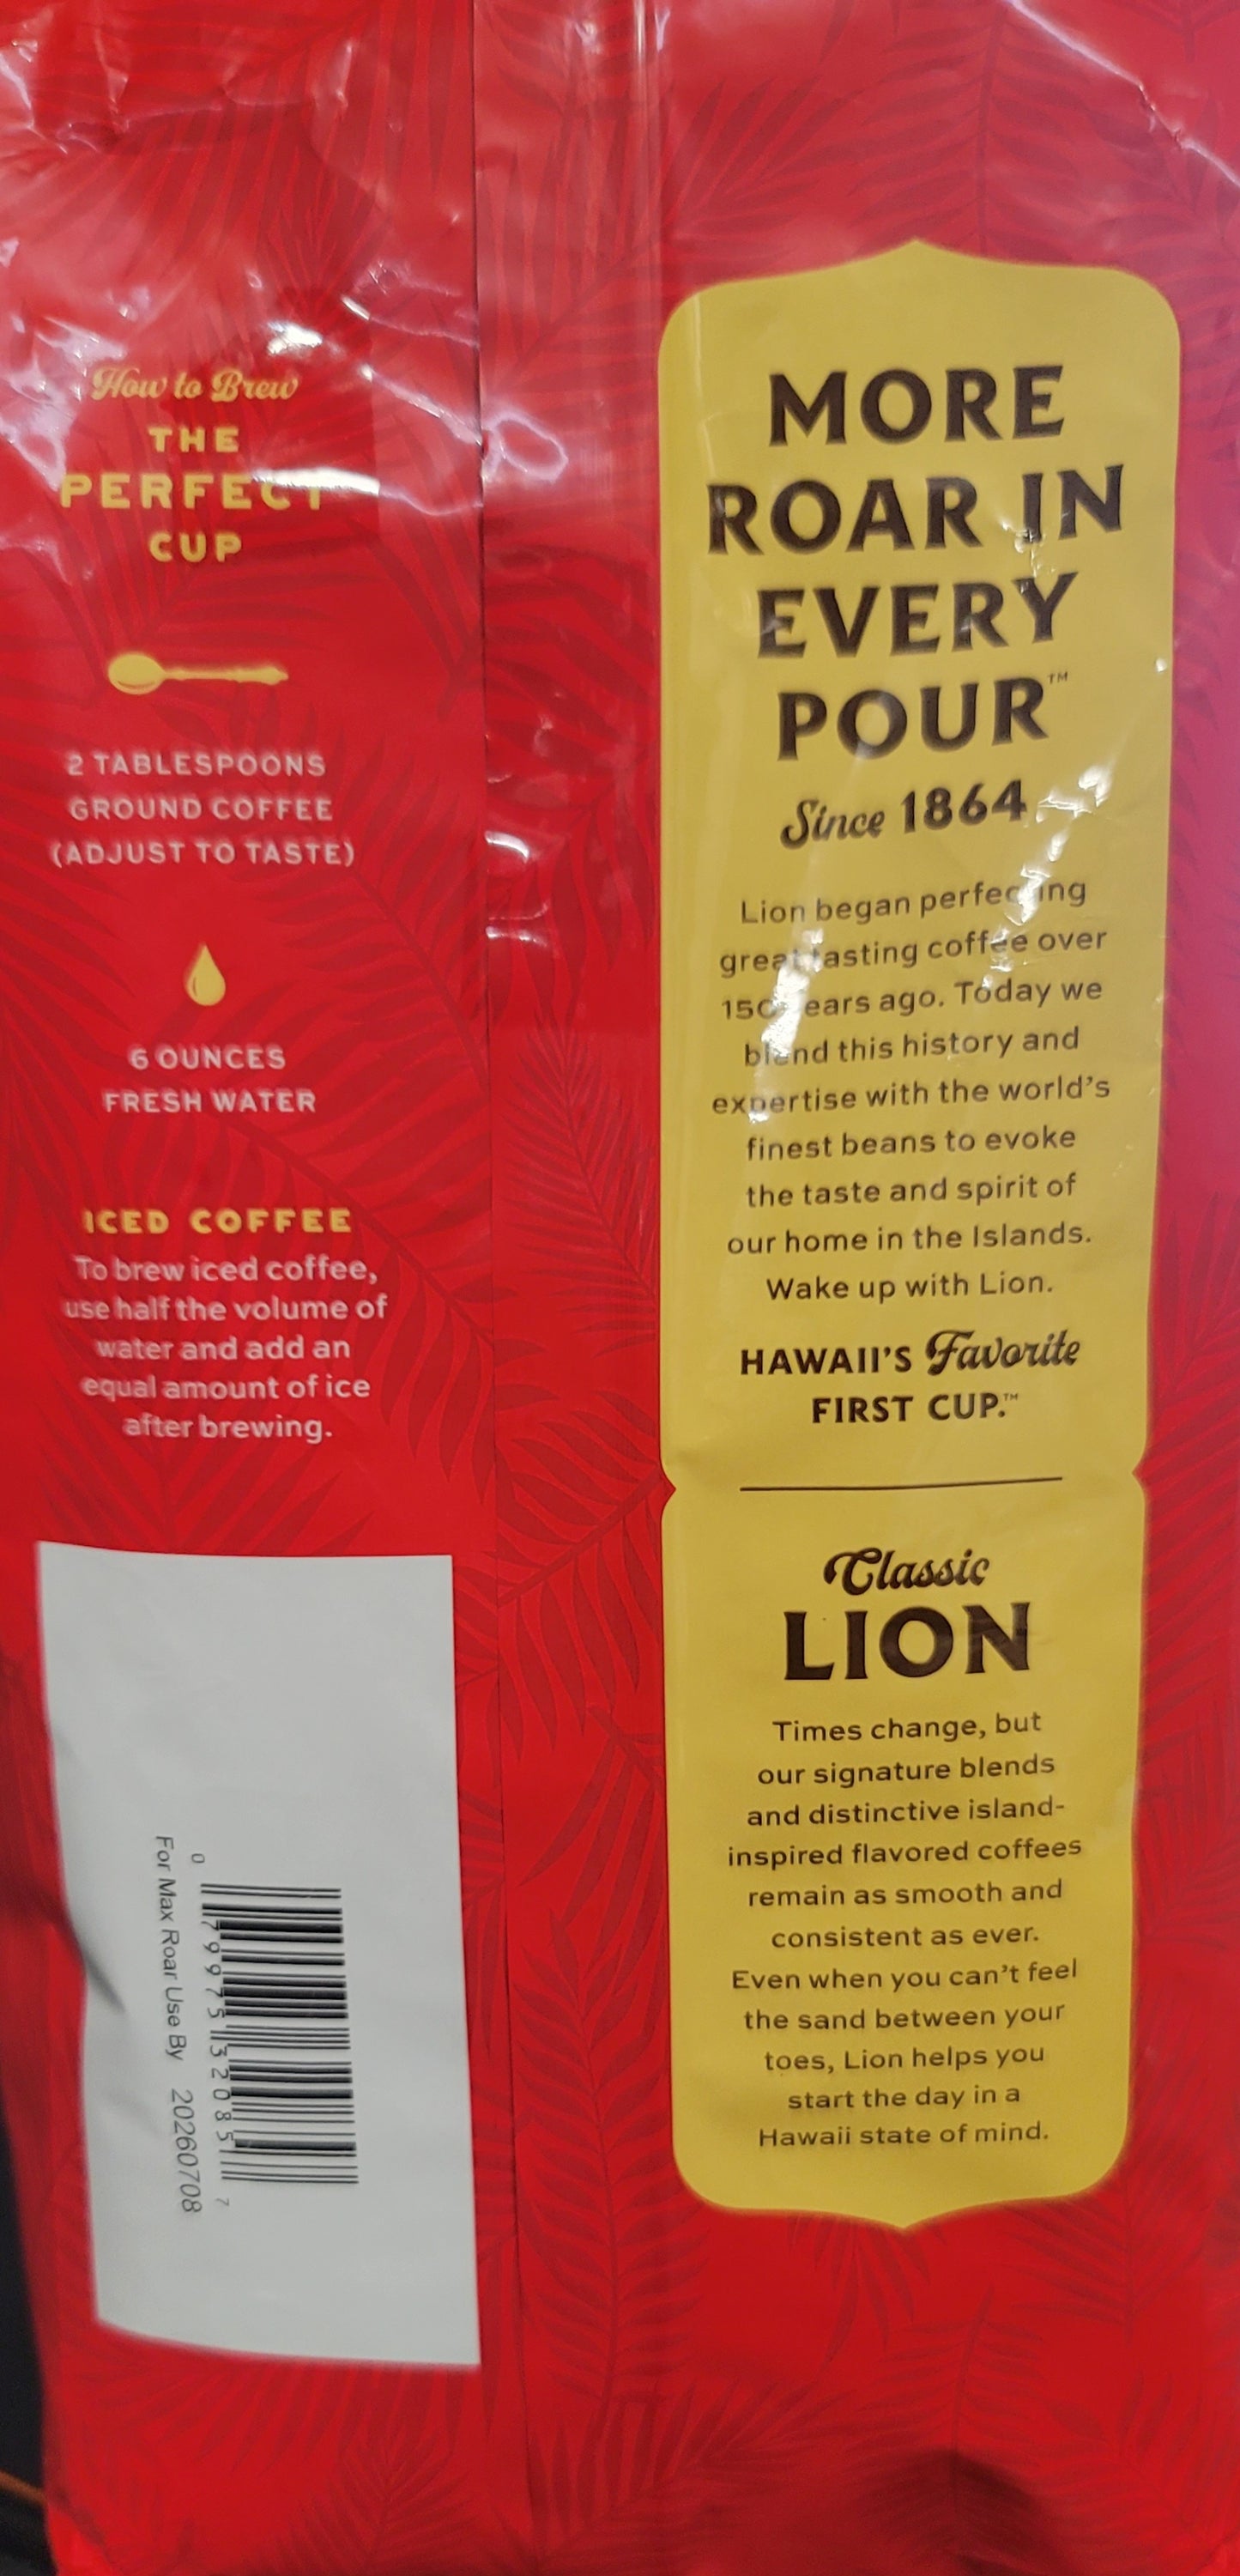 How to Brew
THE
PERFECT
CUP
2 TABLESPOONS
GROUND COFFEE
(ADJUST TO TASTE)
6 OUNCES
FRESH WATER
ICED COFFEE
To brew iced coffee,
use half the volume of
water and add an
equal amount of ice
after brewing.
0 79975 32085 7
For Max Roar Use By 20260708
MORE
ROAR IN
EVERY
POUR™
Since 1864
Lion began perfecting
great tasting coffee over
150 years ago. Today we
blend this history and
expertise with the world's
finest beans to evoke
the taste and spirit of
our home in the Islands.
Wake up with Lion.
HAWAII'S Favorite
FIRST CUP.™
Classic
LION
Times change, but
our signature blends
and distinctive island-
inspired flavored coffees
remain as smooth and
consistent as ever.
Even when you can't feel
the sand between your
toes, Lion helps you
start the day in a
Hawaii state of mind.